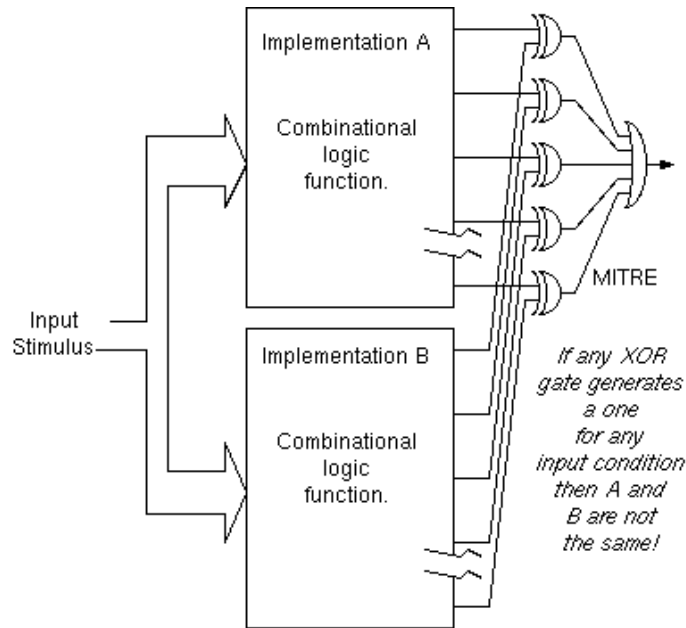 Implementation A
Combinational
logic
function.
Input
Stimulus
MITRE
Implementation B
Combinational
logic
function.
If any XOR
gate generates
a one
for any
input condition
then A and
B are not
the same!